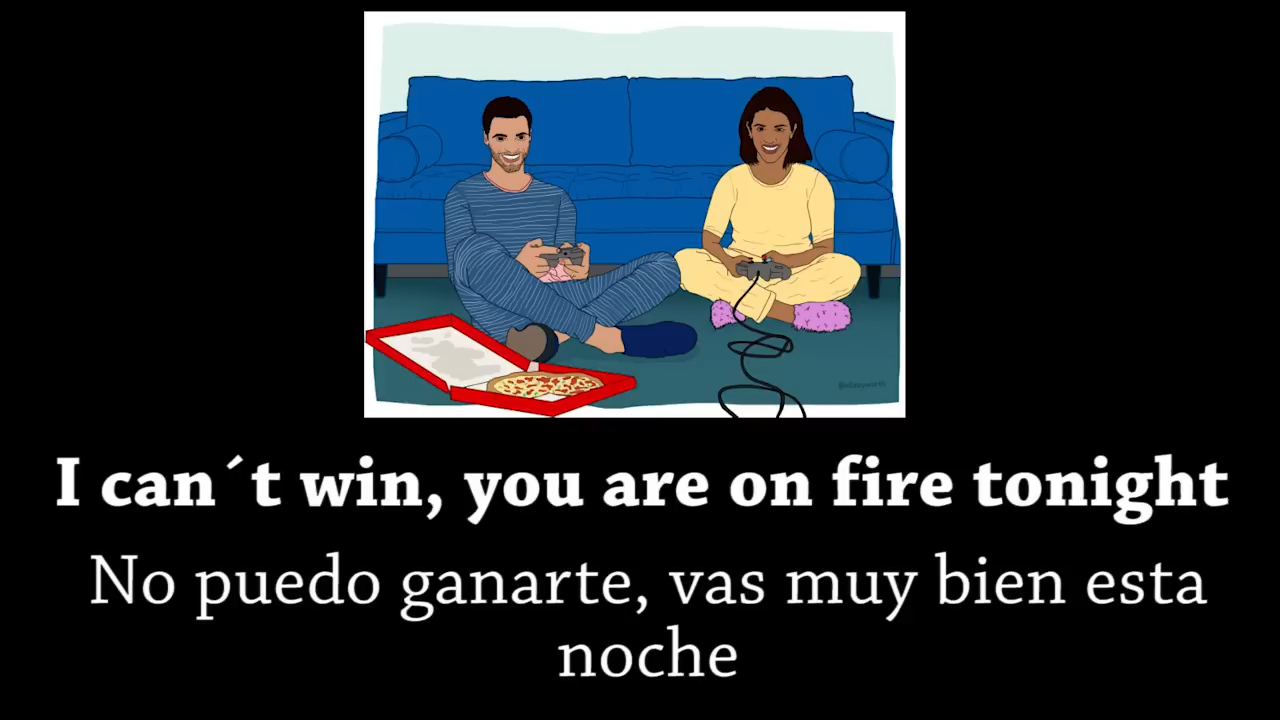 I can´t win, you are on fire tonight
No puedo ganarte, vas muy bien esta
noche